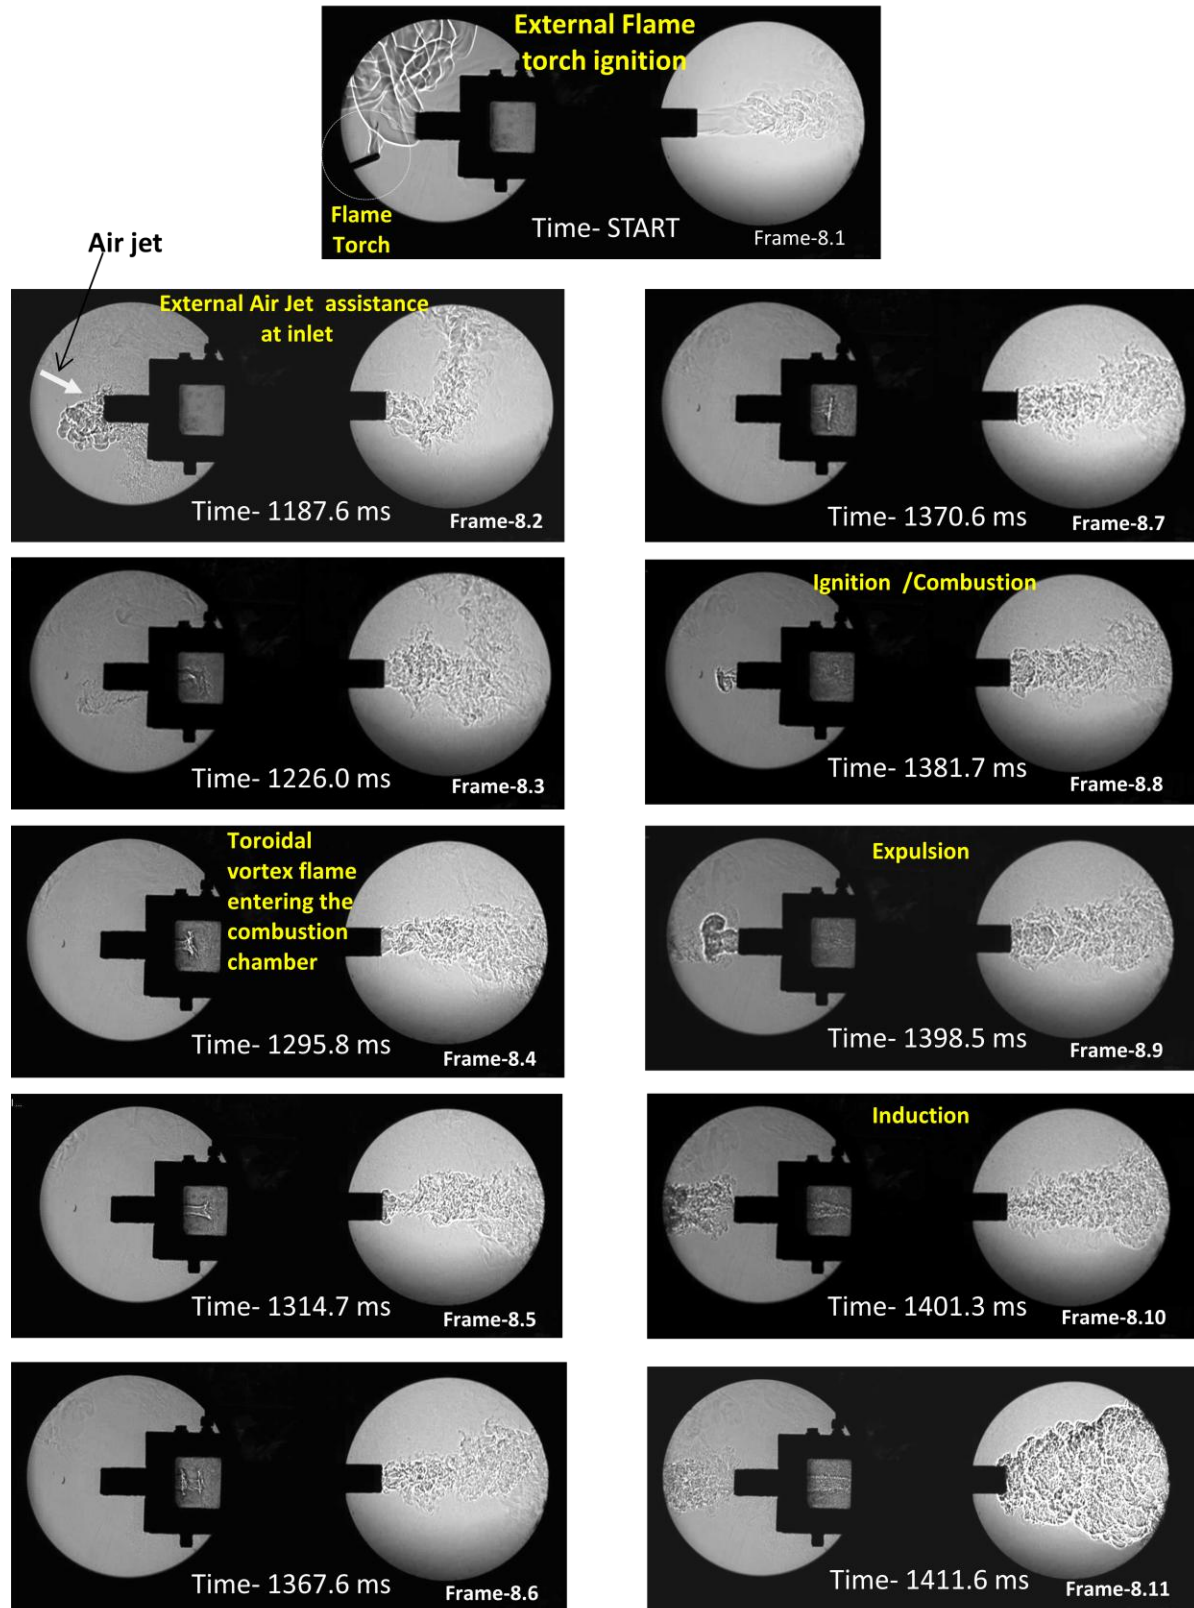 External Flame
torch ignition
Flame
Torch
Time- START
Frame-8.1
Air jet
External Air Jet assistance
at inlet
Time- 1187.6 ms
Frame-8.2
Time- 1226.0 ms
Frame-8.3
Toroidal
vortex flame
entering the
combustion
chamber
Time- 1295.8 ms
Frame-8.4
Time- 1314.7 ms
Frame-8.5
Time- 1367.6 ms
Frame-8.6
Time- 1370.6 ms
Frame-8.7
Ignition /Combustion
Time- 1381.7 ms
Frame-8.8
Expulsion
Time- 1398.5 ms
Frame-8.9
Induction
Time- 1401.3 ms
Frame-8.10
Time- 1411.6 ms
Frame-8.11